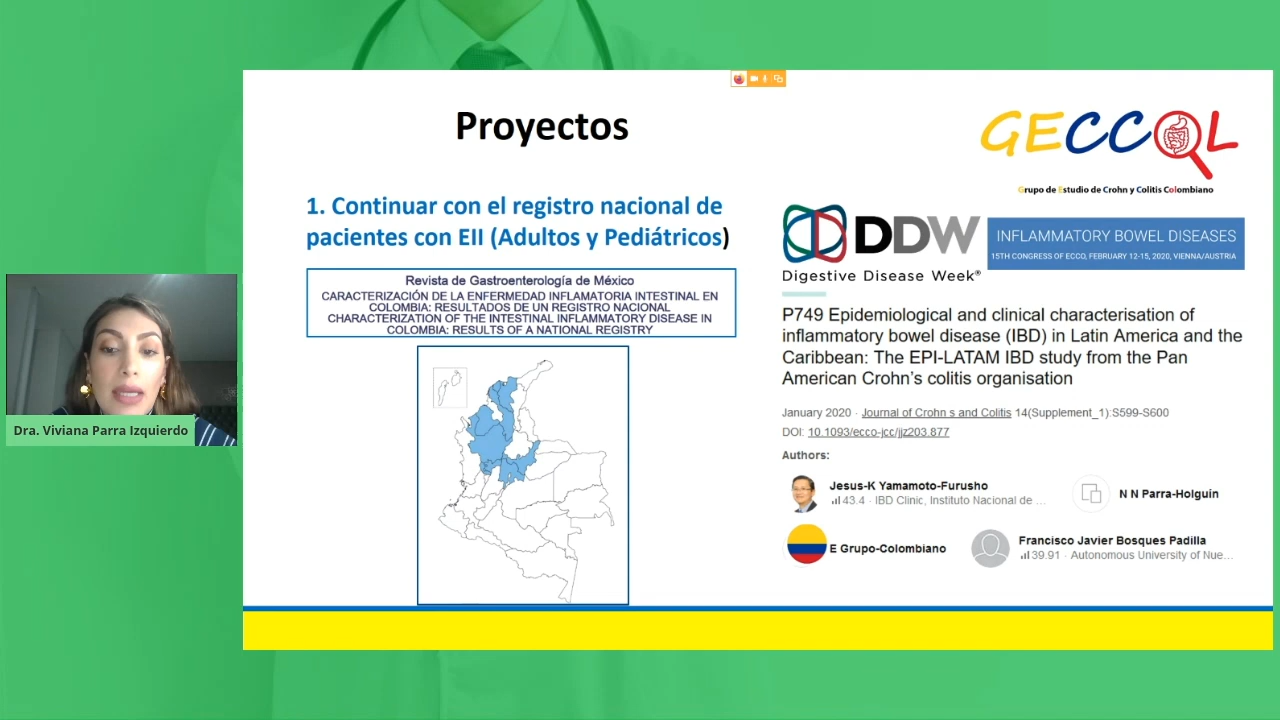 Proyectos
GECCOL
Grupo de Estudio de Crohn y Colitis Colombiano
1. Continuar con el registro nacional de
pacientes con EII (Adultos y Pediátricos)
Revista de Gastroenterología de México
CARACTERIZACIÓN DE LA ENFERMEDAD INFLAMATORIA INTESTINAL EN
COLOMBIA: RESULTADOS DE UN REGISTRO NACIONAL
CHARACTERIZATION OF THE INTESTINAL INFLAMMATORY DISEASE IN
COLOMBIA: RESULTS OF A NATIONAL REGISTRY
DDW
Digestive Disease Week®
INFLAMMATORY BOWEL DISEASES
15TH CONGRESS OF ECCO, FEBRUARY 12-15, 2020, VIENNA/AUSTRIA
P749 Epidemiological and clinical characterisation of
inflammatory bowel disease (IBD) in Latin America and the
Caribbean: The EPI-LATAM IBD study from the Pan
American Crohn's colitis organisation
January 2020 · Journal of Crohn s and Colitis 14(Supplement_1):S599-S600
DOI: 10.1093/ecco-jcc/jjz203.877
Authors:
Jesus-K Yamamoto-Furusho
43.4 · IBD Clinic, Instituto Nacional de ...
N N Parra-Holguín
E Grupo-Colombiano
Francisco Javier Bosques Padilla
39.91 · Autonomous University of Nue...
Dra. Viviana Parra Izquierdo